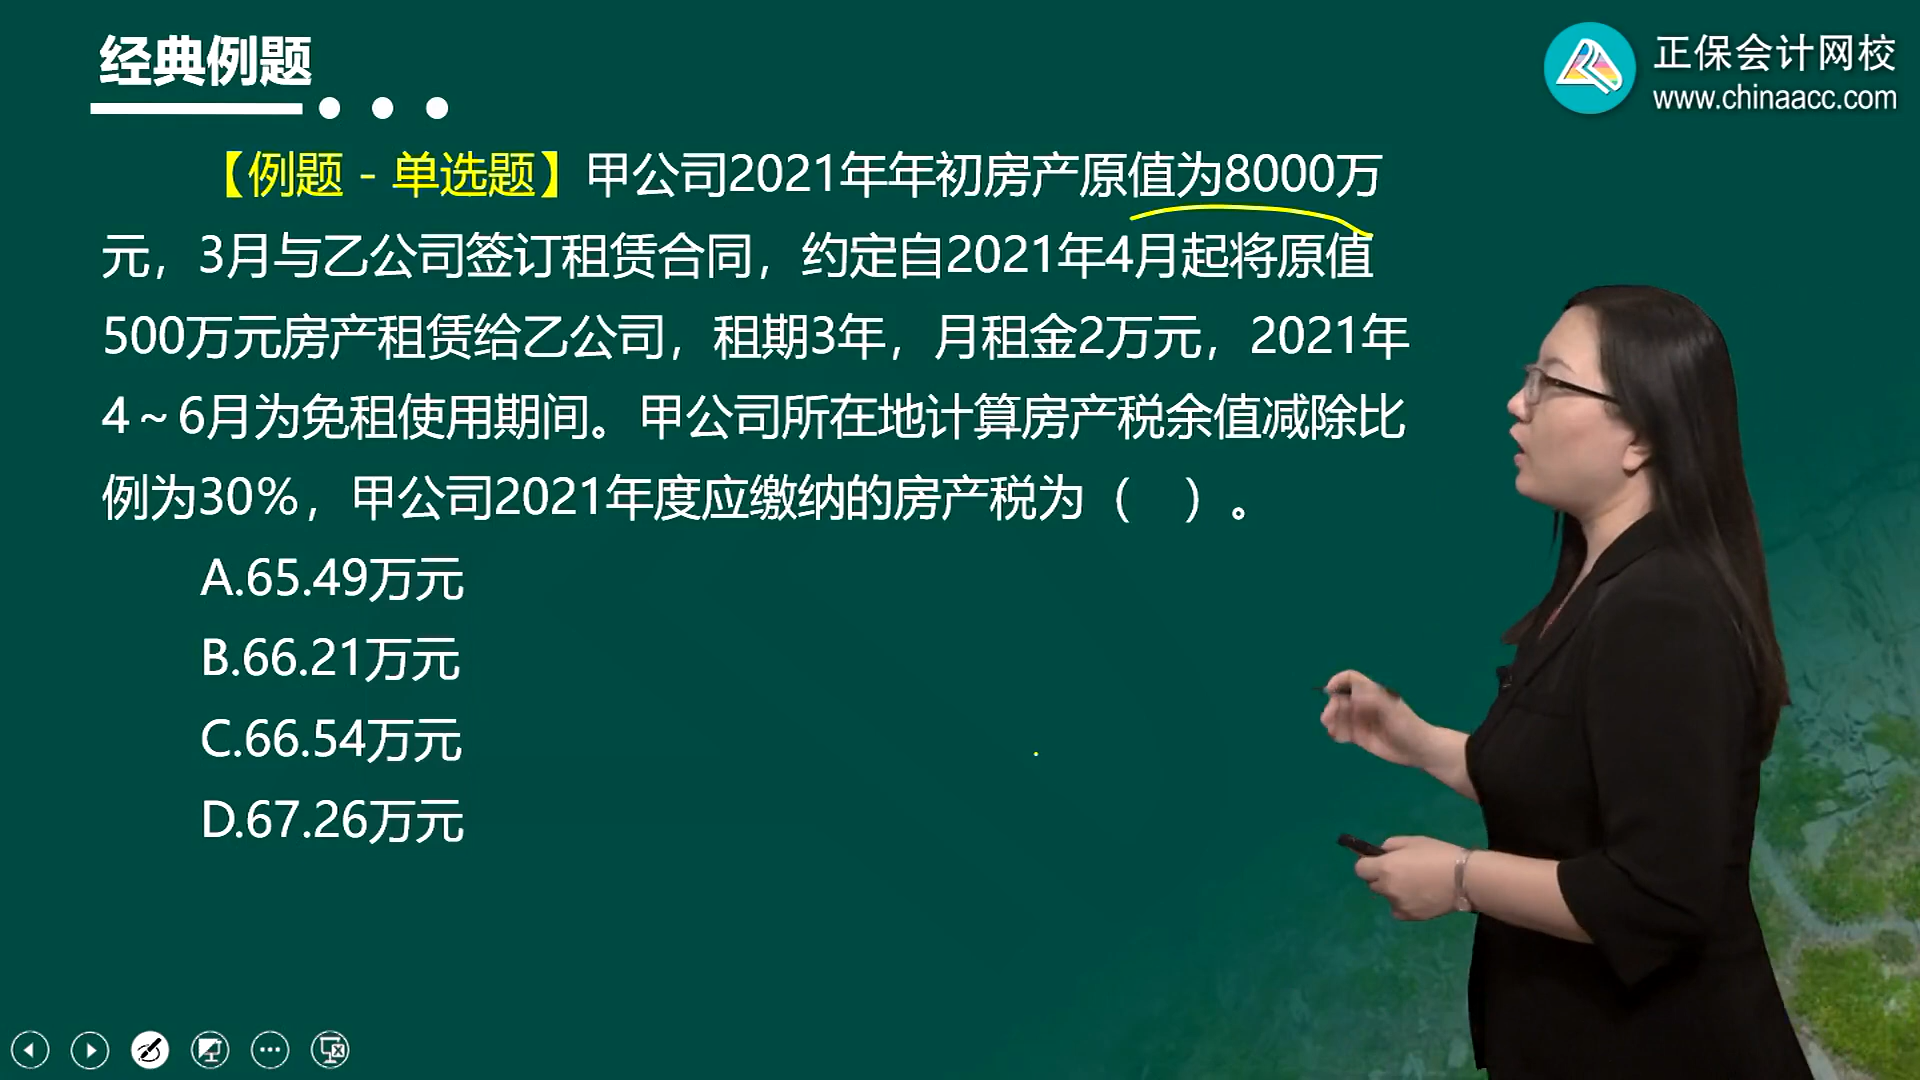 经典例题
正保会计网校
www.chinaacc.com
【例题－单选题】甲公司2021年年初房产原值为8000万
元，3月与乙公司签订租赁合同，约定自2021年4月起将原值
500万元房产租赁给乙公司，租期3年，月租金2万元，2021年
4～6月为免租使用期间。甲公司所在地计算房产税余值减除比
例为30%，甲公司2021年度应缴纳的房产税为（　）。
A.65.49万元
B.66.21万元
C.66.54万元
D.67.26万元